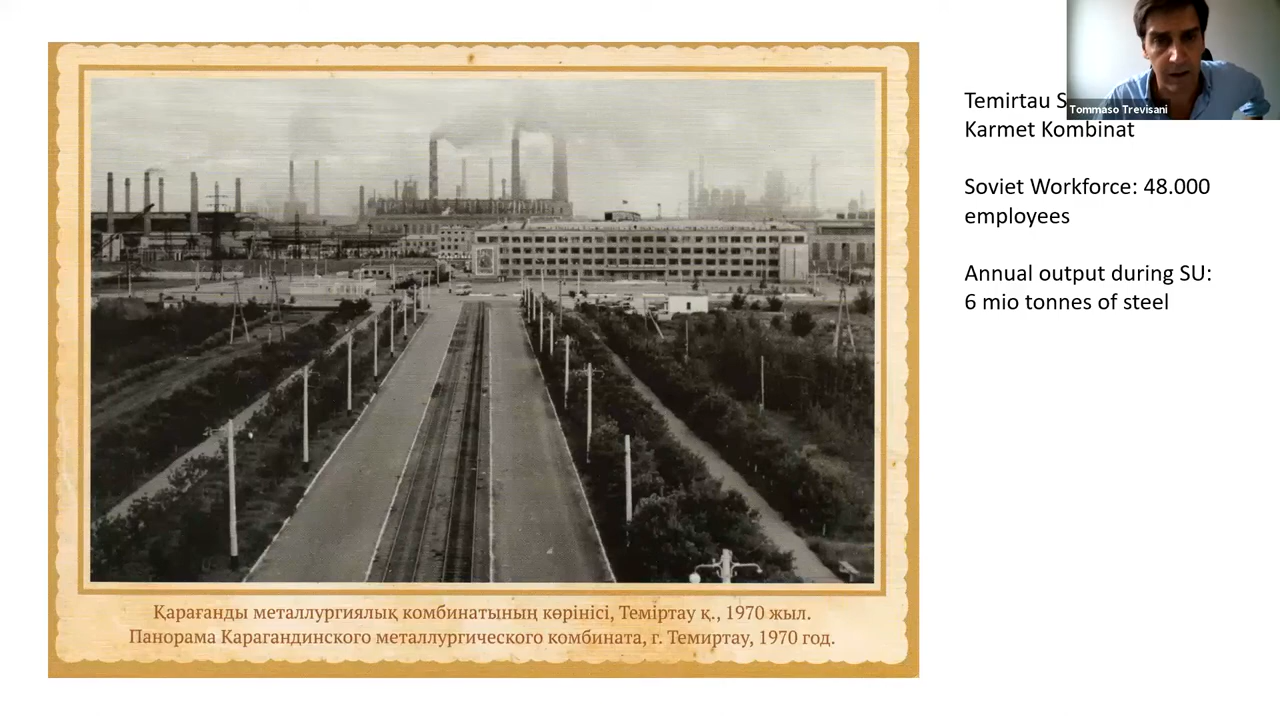 Temirtau
Karmet Kombinat
Soviet Workforce: 48.000
employees
Annual output during SU:
6 mio tonnes of steel
Tommaso Trevisani
Қарағанды металлургиялық комбинатының көрінісі, Теміртау қ., 1970 жыл.
Панорама Карагандинского металлургического комбината, г. Темиртау, 1970 год.